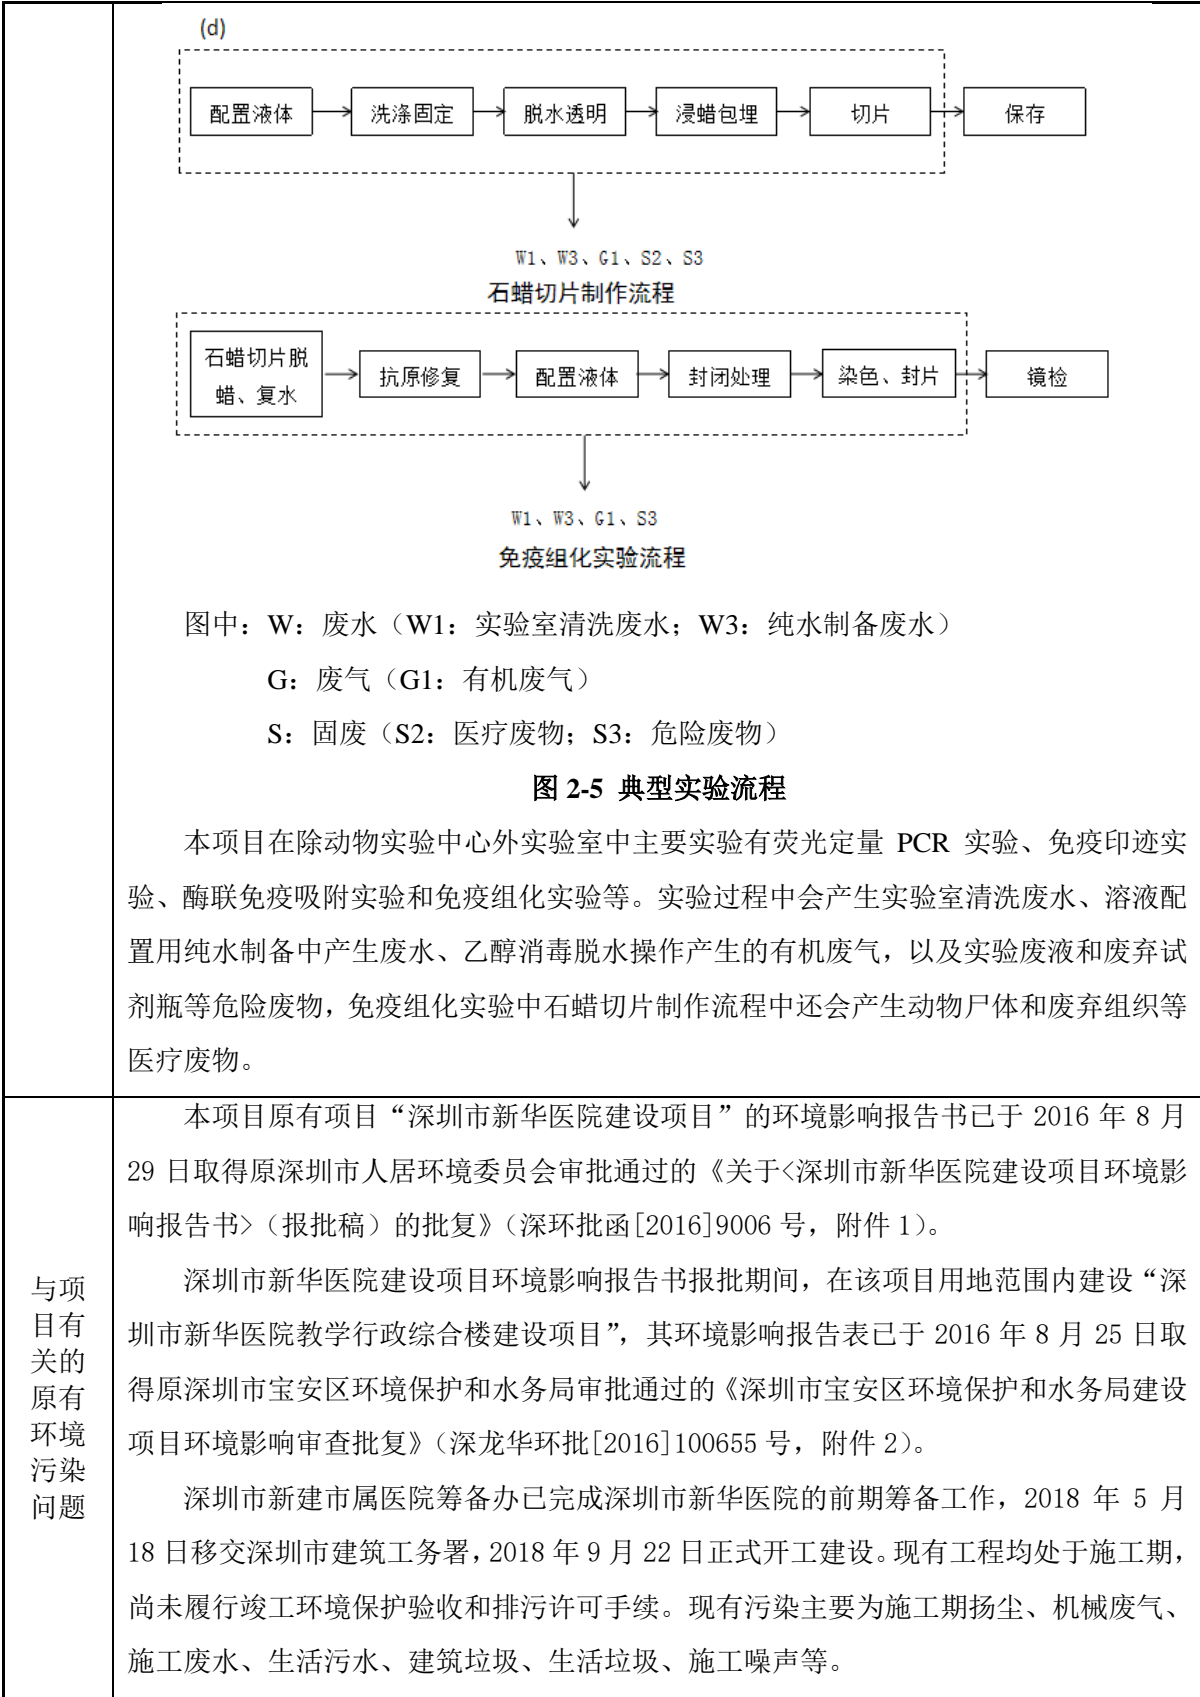 (d)
配置液体
洗涤固定
脱水透明
浸蜡包埋
切片
保存
W1、W3、G1、S2、S3
石蜡切片制作流程
石蜡切片脱
蜡、复水
抗原修复
配置液体
封闭处理
染色、封片
镜检
W1、W3、G1、S3
免疫组化实验流程
图中：W：废水（W1：实验室清洗废水；W3：纯水制备废水）
G：废气（G1：有机废气）
S：固废（S2：医疗废物；S3：危险废物）
图 2-5 典型实验流程
本项目在除动物实验中心外实验室中主要实验有荧光定量 PCR 实验、免疫印迹实
验、酶联免疫吸附实验和免疫组化实验等。实验过程中会产生实验室清洗废水、溶液配
置用纯水制备中产生废水、乙醇消毒脱水操作产生的有机废气，以及实验废液和废弃试
剂瓶等危险废物，免疫组化实验中石蜡切片制作流程中还会产生动物尸体和废弃组织等
医疗废物。
与项
目有
关的
原有
环境
污染
问题
本项目原有项目“深圳市新华医院建设项目”的环境影响报告书已于 2016 年 8 月
29 日取得原深圳市人居环境委员会审批通过的《关于<深圳市新华医院建设项目环境影
响报告书>（报批稿）的批复》（深环批函[2016]9006 号，附件 1）。
深圳市新华医院建设项目环境影响报告书报批期间，在该项目用地范围内建设“深
圳市新华医院教学行政综合楼建设项目”，其环境影响报告表已于 2016 年 8 月 25 日取
得原深圳市宝安区环境保护和水务局审批通过的《深圳市宝安区环境保护和水务局建设
项目环境影响审查批复》（深龙华环批[2016]100655 号，附件 2）。
深圳市新建市属医院筹备办已完成深圳市新华医院的前期筹备工作，2018 年 5 月
18 日移交深圳市建筑工务署，2018 年 9 月 22 日正式开工建设。现有工程均处于施工期，
尚未履行竣工环境保护验收和排污许可手续。现有污染主要为施工期扬尘、机械废气、
施工废水、生活污水、建筑垃圾、生活垃圾、施工噪声等。